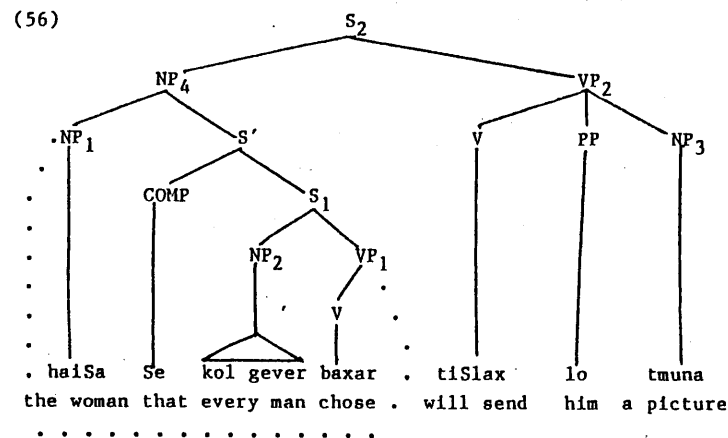 (56)
S2
NP4 VP2
NP1 S' V PP NP3
COMP S1
NP2 VP1
V
haiSa Se kol gever baxar tiSlax lo tmuna
the woman that every man chose . will send him a picture